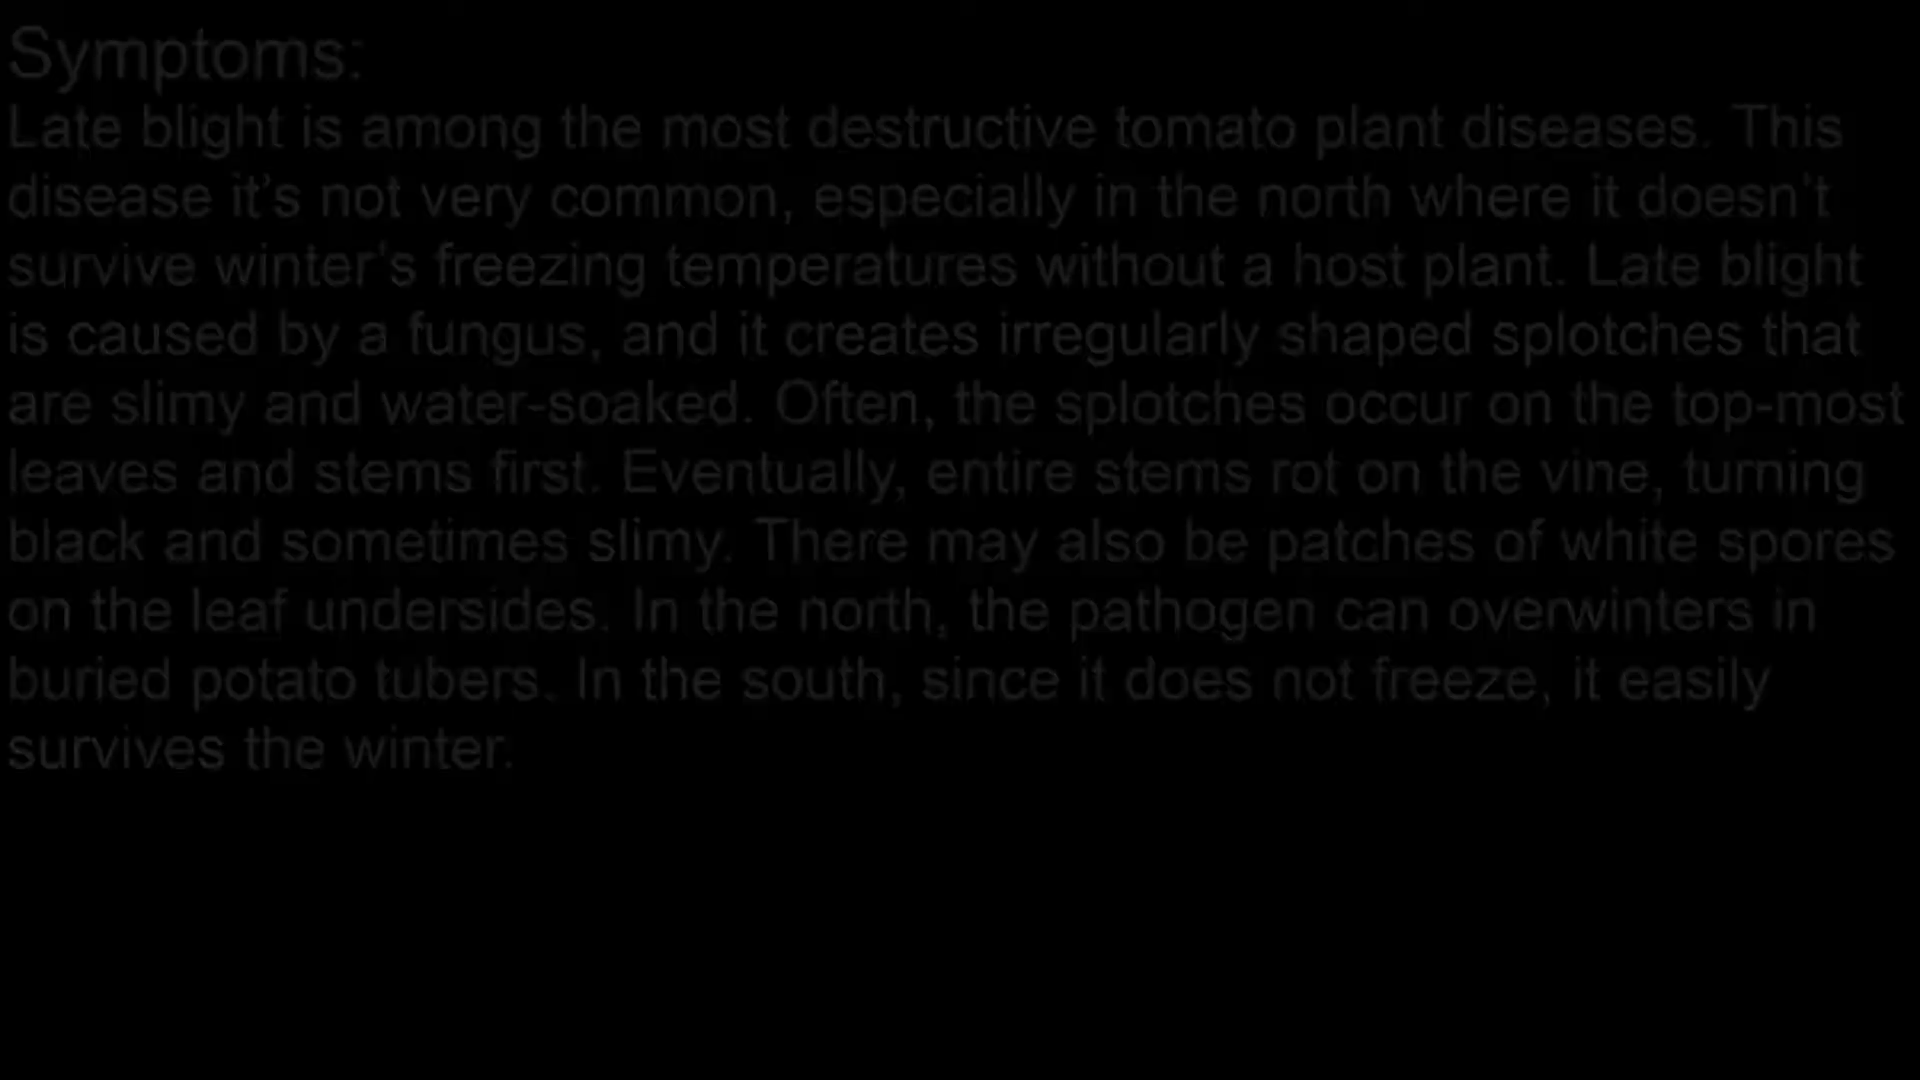 Symptoms:
Late blight is among the most destructive tomato plant diseases. This
disease it’s not very common, especially in the north where it doesn’t
survive winter’s freezing temperatures without a host plant. Late blight
is caused by a fungus, and it creates irregularly shaped splotches that
are slimy and water-soaked. Often, the splotches occur on the top-most
leaves and stems first. Eventually, entire stems rot on the vine, turning
black and sometimes slimy. There may also be patches of white spores
on the leaf undersides. In the north, the pathogen can overwinters in
buried potato tubers. In the south, since it does not freeze, it easily
survives the winter.